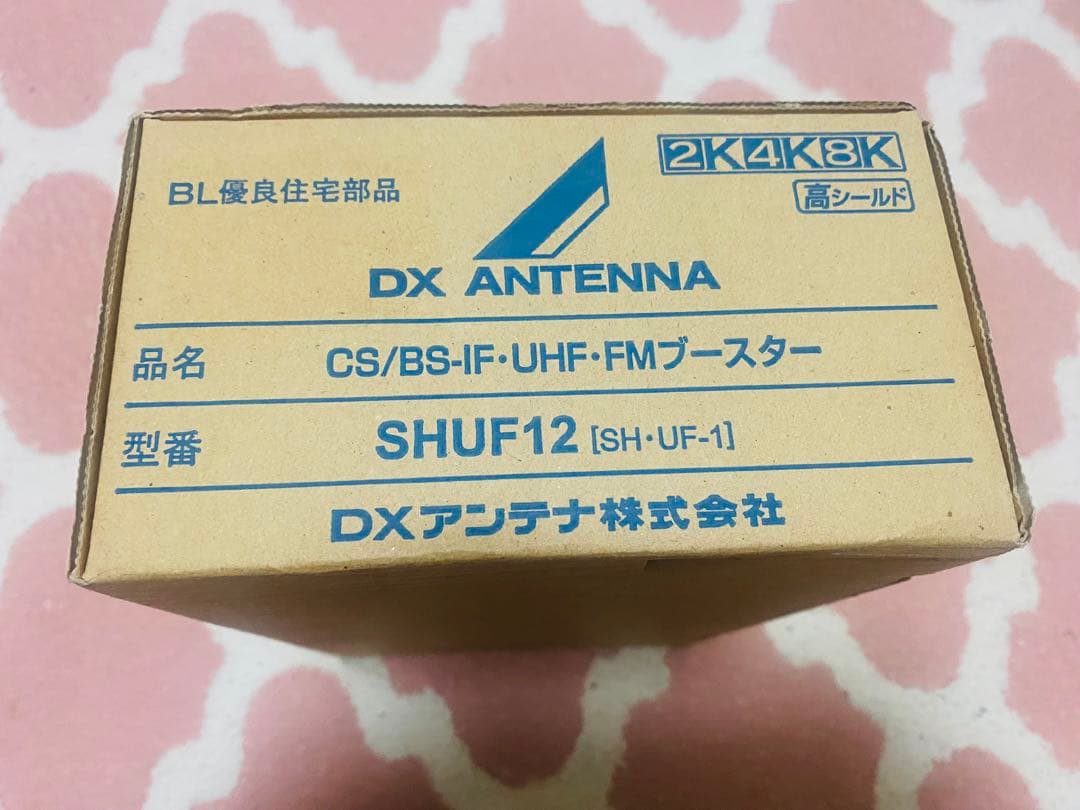 BL優良住宅部品
2K4K8K
高シールド
DX ANTENNA
品名 CS/BS-IF・UHF・FMブースター
型番 SHUF12 [SH・UF-1]
DXアンテナ株式会社